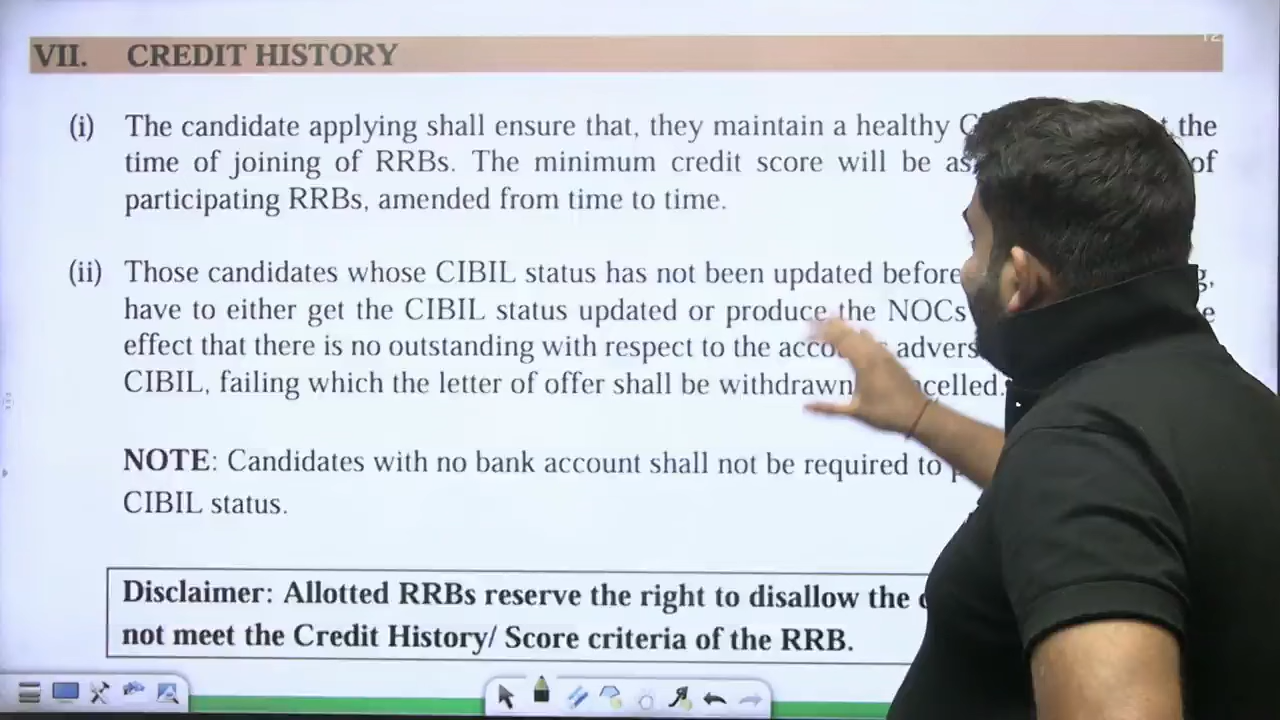 VII. CREDIT HISTORY
(i) The candidate applying shall ensure that, they maintain a healthy the
time of joining of RRBs. The minimum credit score will be as of
participating RRBs, amended from time to time.
(ii) Those candidates whose CIBIL status has not been updated before
have to either get the CIBIL status updated or produce the NOCs
effect that there is no outstanding with respect to the
CIBIL, failing which the letter of offer shall be withdrawn
NOTE: Candidates with no bank account shall not be required to
CIBIL status.
Disclaimer: Allotted RRBs reserve the right to disallow the
not meet the Credit History/ Score criteria of the RRB.